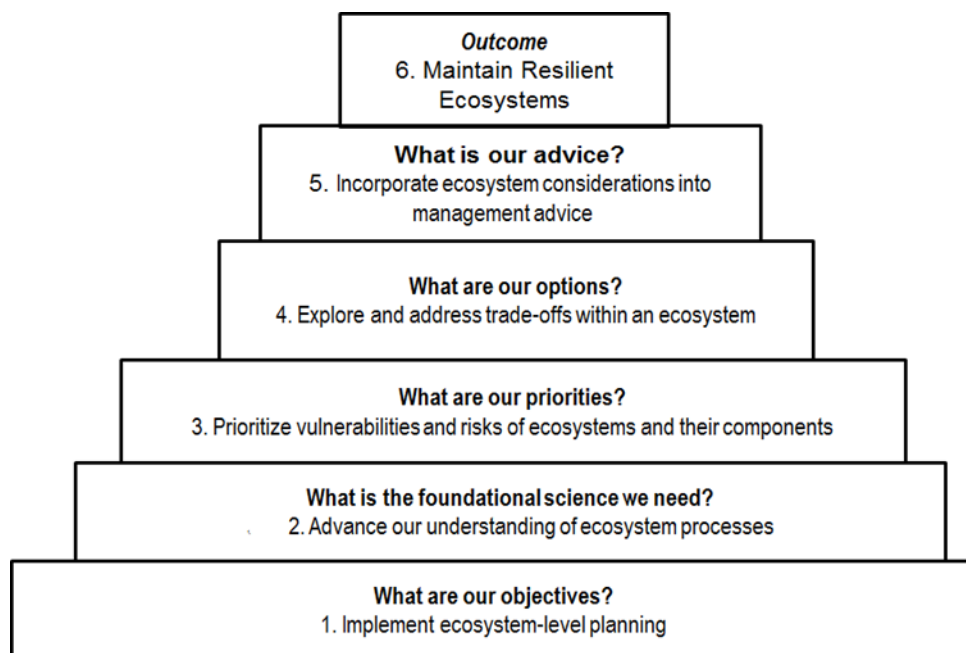 Outcome
6. Maintain Resilient
Ecosystems
What is our advice?
5. Incorporate ecosystem considerations into
management advice
What are our options?
4. Explore and address trade-offs within an ecosystem
What are our priorities?
3. Prioritize vulnerabilities and risks of ecosystems and their components
What is the foundational science we need?
2. Advance our understanding of ecosystem processes
What are our objectives?
1. Implement ecosystem-level planning